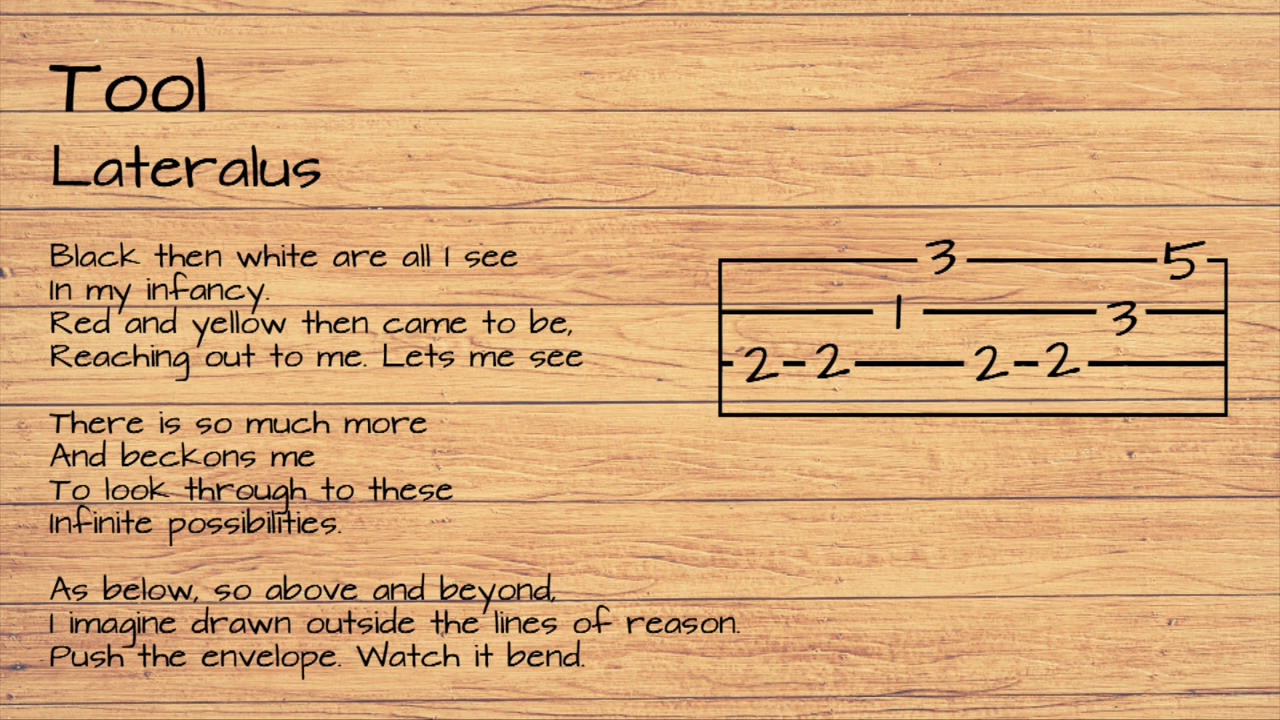 Tool
Lateralus
Black then white are all I see
In my infancy.
Red and yellow then came to be,
Reaching out to me. Lets me see
There is so much more
And beckons me
To look through to these
Infinite possibilities.
As below, so above and beyond,
I imagine drawn outside the lines of reason.
Push the envelope. Watch it bend.
3 5
1 3
2-2 2-2